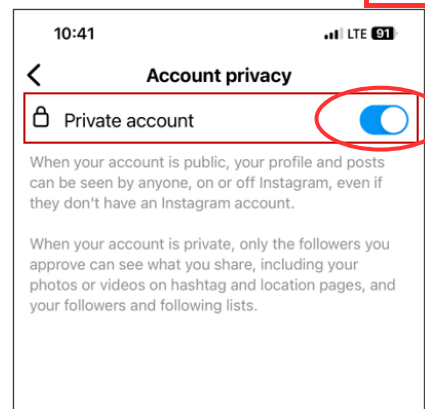 10:41 LTE 91
Account privacy
Private account
When your account is public, your profile and posts
can be seen by anyone, on or off Instagram, even if
they don't have an Instagram account.
When your account is private, only the followers you
approve can see what you share, including your
photos or videos on hashtag and location pages, and
your followers and following lists.